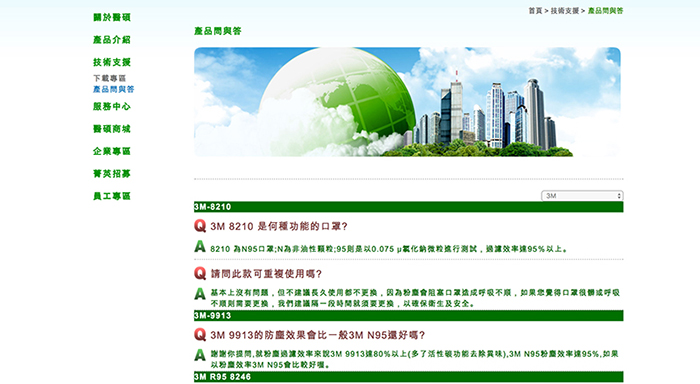 首頁 > 技術支援 > 產品問與答
關於醫碩
產品介紹
技術支援
下載專區
產品問與答
服務中心
醫碩商城
企業專區
菁英招募
員工專區
產品問與答
3M
3M-8210
Q 3M 8210 是何種功能的口罩?
A 8210 為N95口罩;N為非油性顆粒;95則是以0.075 μ氯化鈉微粒進行測試，過濾效率達95%以上。
Q 請問此款可重複使用嗎?
A 基本上沒有問題，但不建議長久使用都不更換，因為粉塵會阻塞口罩造成呼吸不順，如果您覺得口罩很髒或呼吸
不順則需要更換，我們建議隔一段時間就須要更換，以確保衛生及安全。
3M-9913
Q 3M 9913的防塵效果會比一般3M N95還好嗎?
A 謝謝你提問,就粉塵過濾效率來說3M 9913達80%以上(多了活性碳功能去除異味),3M N95粉塵效率達95%,如果
以粉塵效率3M N95會比較好喔。
3M R95 8246